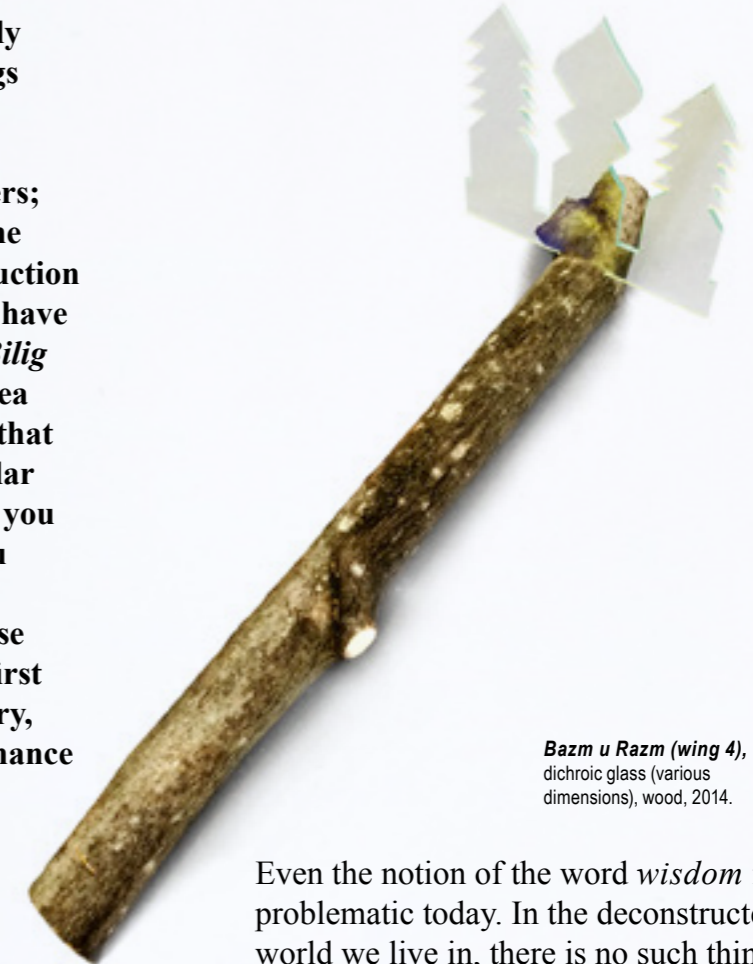 ly
gs
ers;
ne
uction
have
Bilig
ea
that
lar
you
u
se
irst
ry,
nance
Bazm u Razm (wing 4),
dichroic glass (various
dimensions), wood, 2014.
Even the notion of the word wisdom
problematic today. In the deconstructe
world we live in, there is no such thin